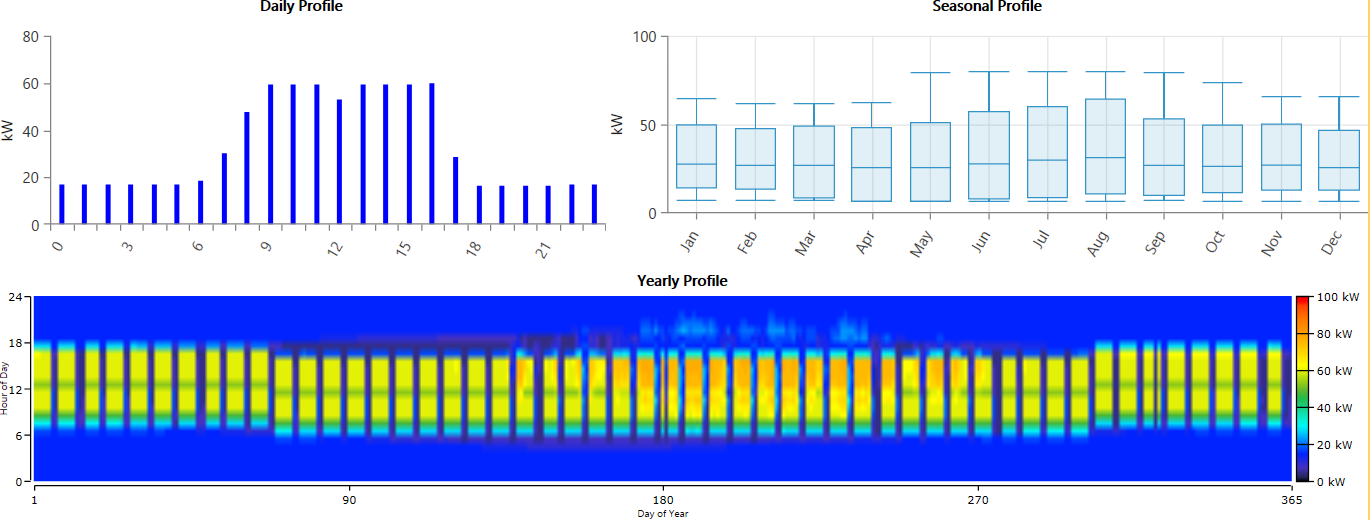 Daily Profile
80
60
40
20
0
kW
0 3 6 9 12 15 18 21
Seasonal Profile
100
50
0
kW
Jan Feb Mar Apr May Jun Jul Aug Sep Oct Nov Dec
Yearly Profile
24
18
12
6
0
Hour of Day
1 90 180 270 365
Day of Year
100 kW
80 kW
60 kW
40 kW
20 kW
0 kW